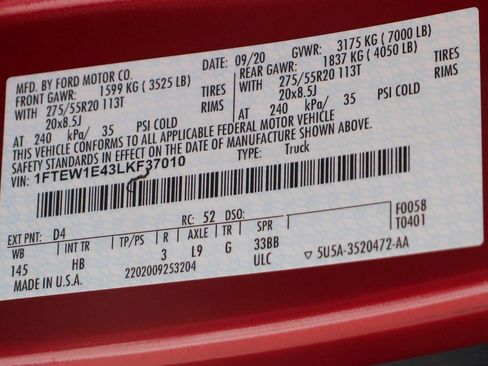 MFD. BY FORD MOTOR CO.
DATE: 09/20 GVWR: 3175 KG ( 7000 LB)
FRONT GAWR: 1599 KG ( 3525 LB) REAR GAWR: 1837 KG ( 4050 LB)
WITH 275/55R20 113T TIRES WITH 275/55R20 113T TIRES
20x8.5J RIMS 20x8.5J RIMS
AT 240 kPa/ 35 PSI COLD AT 240 kPa/ 35 PSI COLD
THIS VEHICLE CONFORMS TO ALL APPLICABLE FEDERAL MOTOR VEHICLE
SAFETY STANDARDS IN EFFECT ON THE DATE OF MANUFACTURE SHOWN ABOVE.
VIN: 1FTEW1E43LKF37010 TYPE: Truck
F0058
T0401
EXT PNT: D4 RC: 52 DSO:
WB INT TR TP/PS R AXLE TR SPR
145 HB 3 L9 G 33BB
ULC ▽ 5U5A-3520472-AA
MADE IN U.S.A. 2202009253204